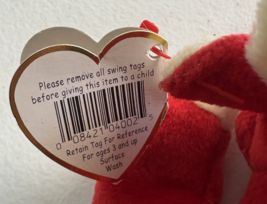 Please remove all swing tags
before giving this item to a child
0 08421 04002 5
Retain Tag For Reference
For ages 3 and up
Surface
Wash